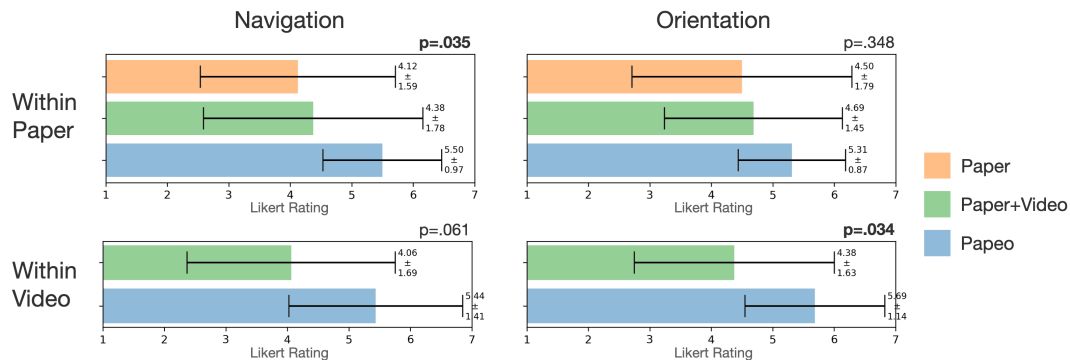 Navigation
Orientation
p=.035
p=.348
Within
Paper
4.12
±
1.59
4.38
±
1.78
5.50
±
0.97
1 2 3 4 5 6 7
Likert Rating
4.50
±
1.79
4.69
±
1.45
5.31
±
0.87
1 2 3 4 5 6 7
Likert Rating
Paper
Paper+Video
Papeo
p=.061
p=.034
Within
Video
4.06
±
1.69
5.44
±
1.41
1 2 3 4 5 6 7
Likert Rating
4.38
±
1.63
5.69
±
1.14
1 2 3 4 5 6 7
Likert Rating